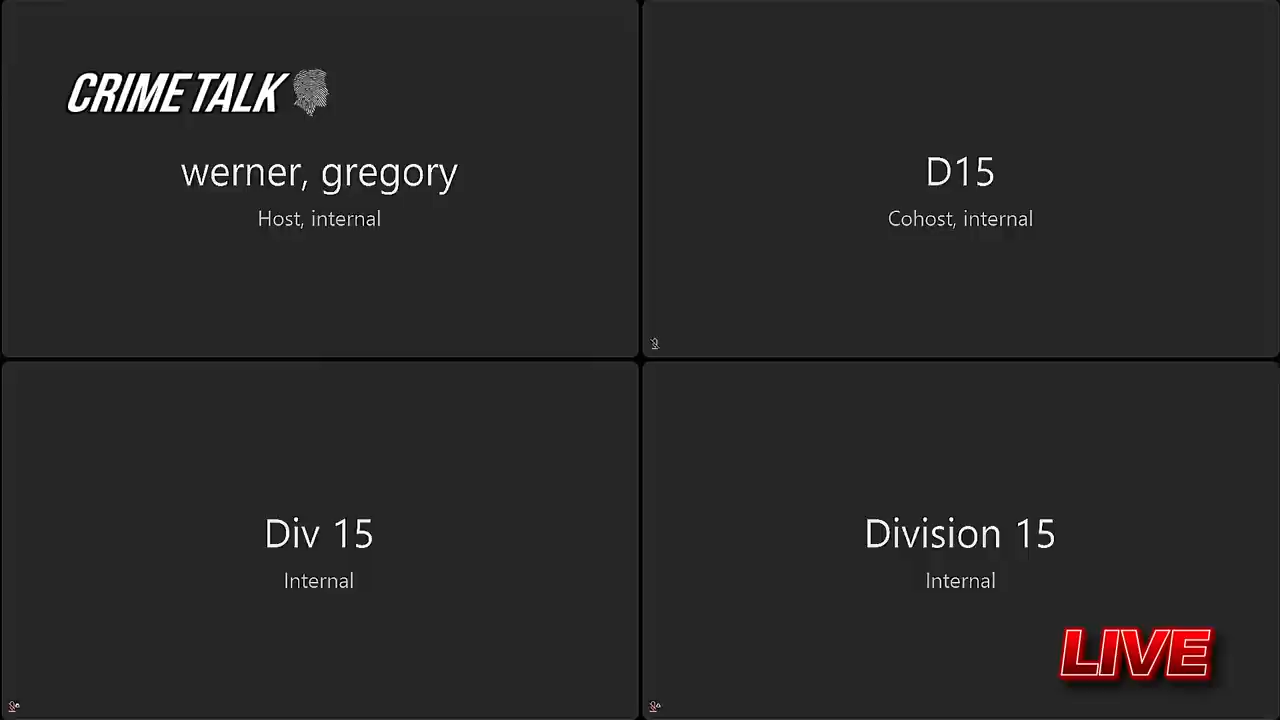 CRIME TALK
werner, gregory
Host, internal
D15
Cohost, internal
Div 15
Internal
Division 15
Internal
LIVE